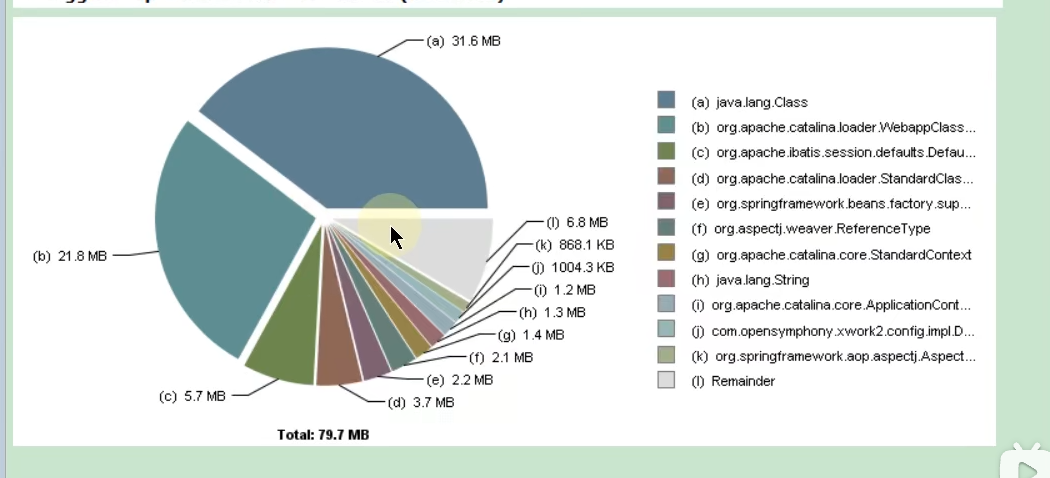 (a) 31.6 MB
(b) 21.8 MB
(c) 5.7 MB
(d) 3.7 MB
(e) 2.2 MB
(f) 2.1 MB
(g) 1.4 MB
(h) 1.3 MB
(i) 1.2 MB
(j) 1004.3 KB
(k) 868.1 KB
(l) 6.8 MB
Total: 79.7 MB
(a) java.lang.Class
(b) org.apache.catalina.loader.WebappClass...
(c) org.apache.ibatis.session.defaults.Defau...
(d) org.apache.catalina.loader.StandardClas...
(e) org.springframework.beans.factory.sup...
(f) org.aspectj.weaver.ReferenceType
(g) org.apache.catalina.core.StandardContext
(h) java.lang.String
(i) org.apache.catalina.core.ApplicationCont...
(j) com.opensymphony.xwork2.config.impl.D...
(k) org.springframework.aop.aspectj.Aspect...
(l) Remainder